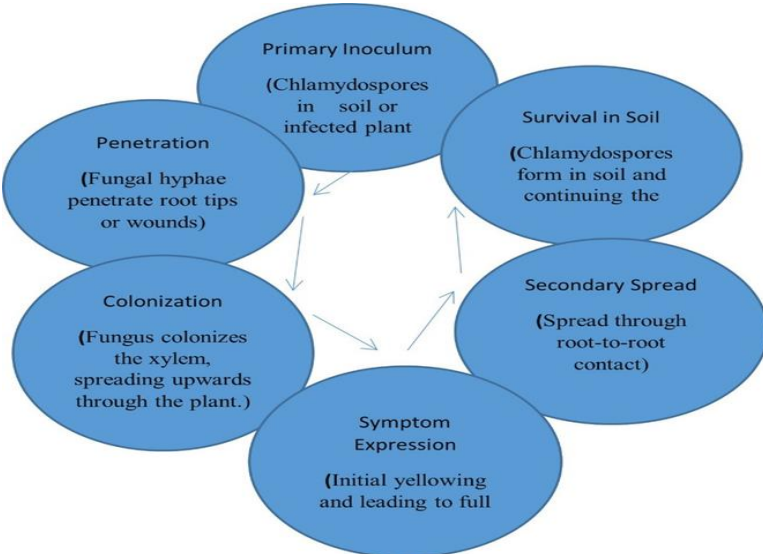 Primary Inoculum
(Chlamydospores
in soil or
infected plant
Penetration
(Fungal hyphae
penetrate root tips
or wounds)
Colonization
(Fungus colonizes
the xylem,
spreading upwards
through the plant.)
Symptom
Expression
(Initial yellowing
and leading to full
Secondary Spread
(Spread through
root-to-root
contact)
Survival in Soil
(Chlamydospores
form in soil and
continuing the